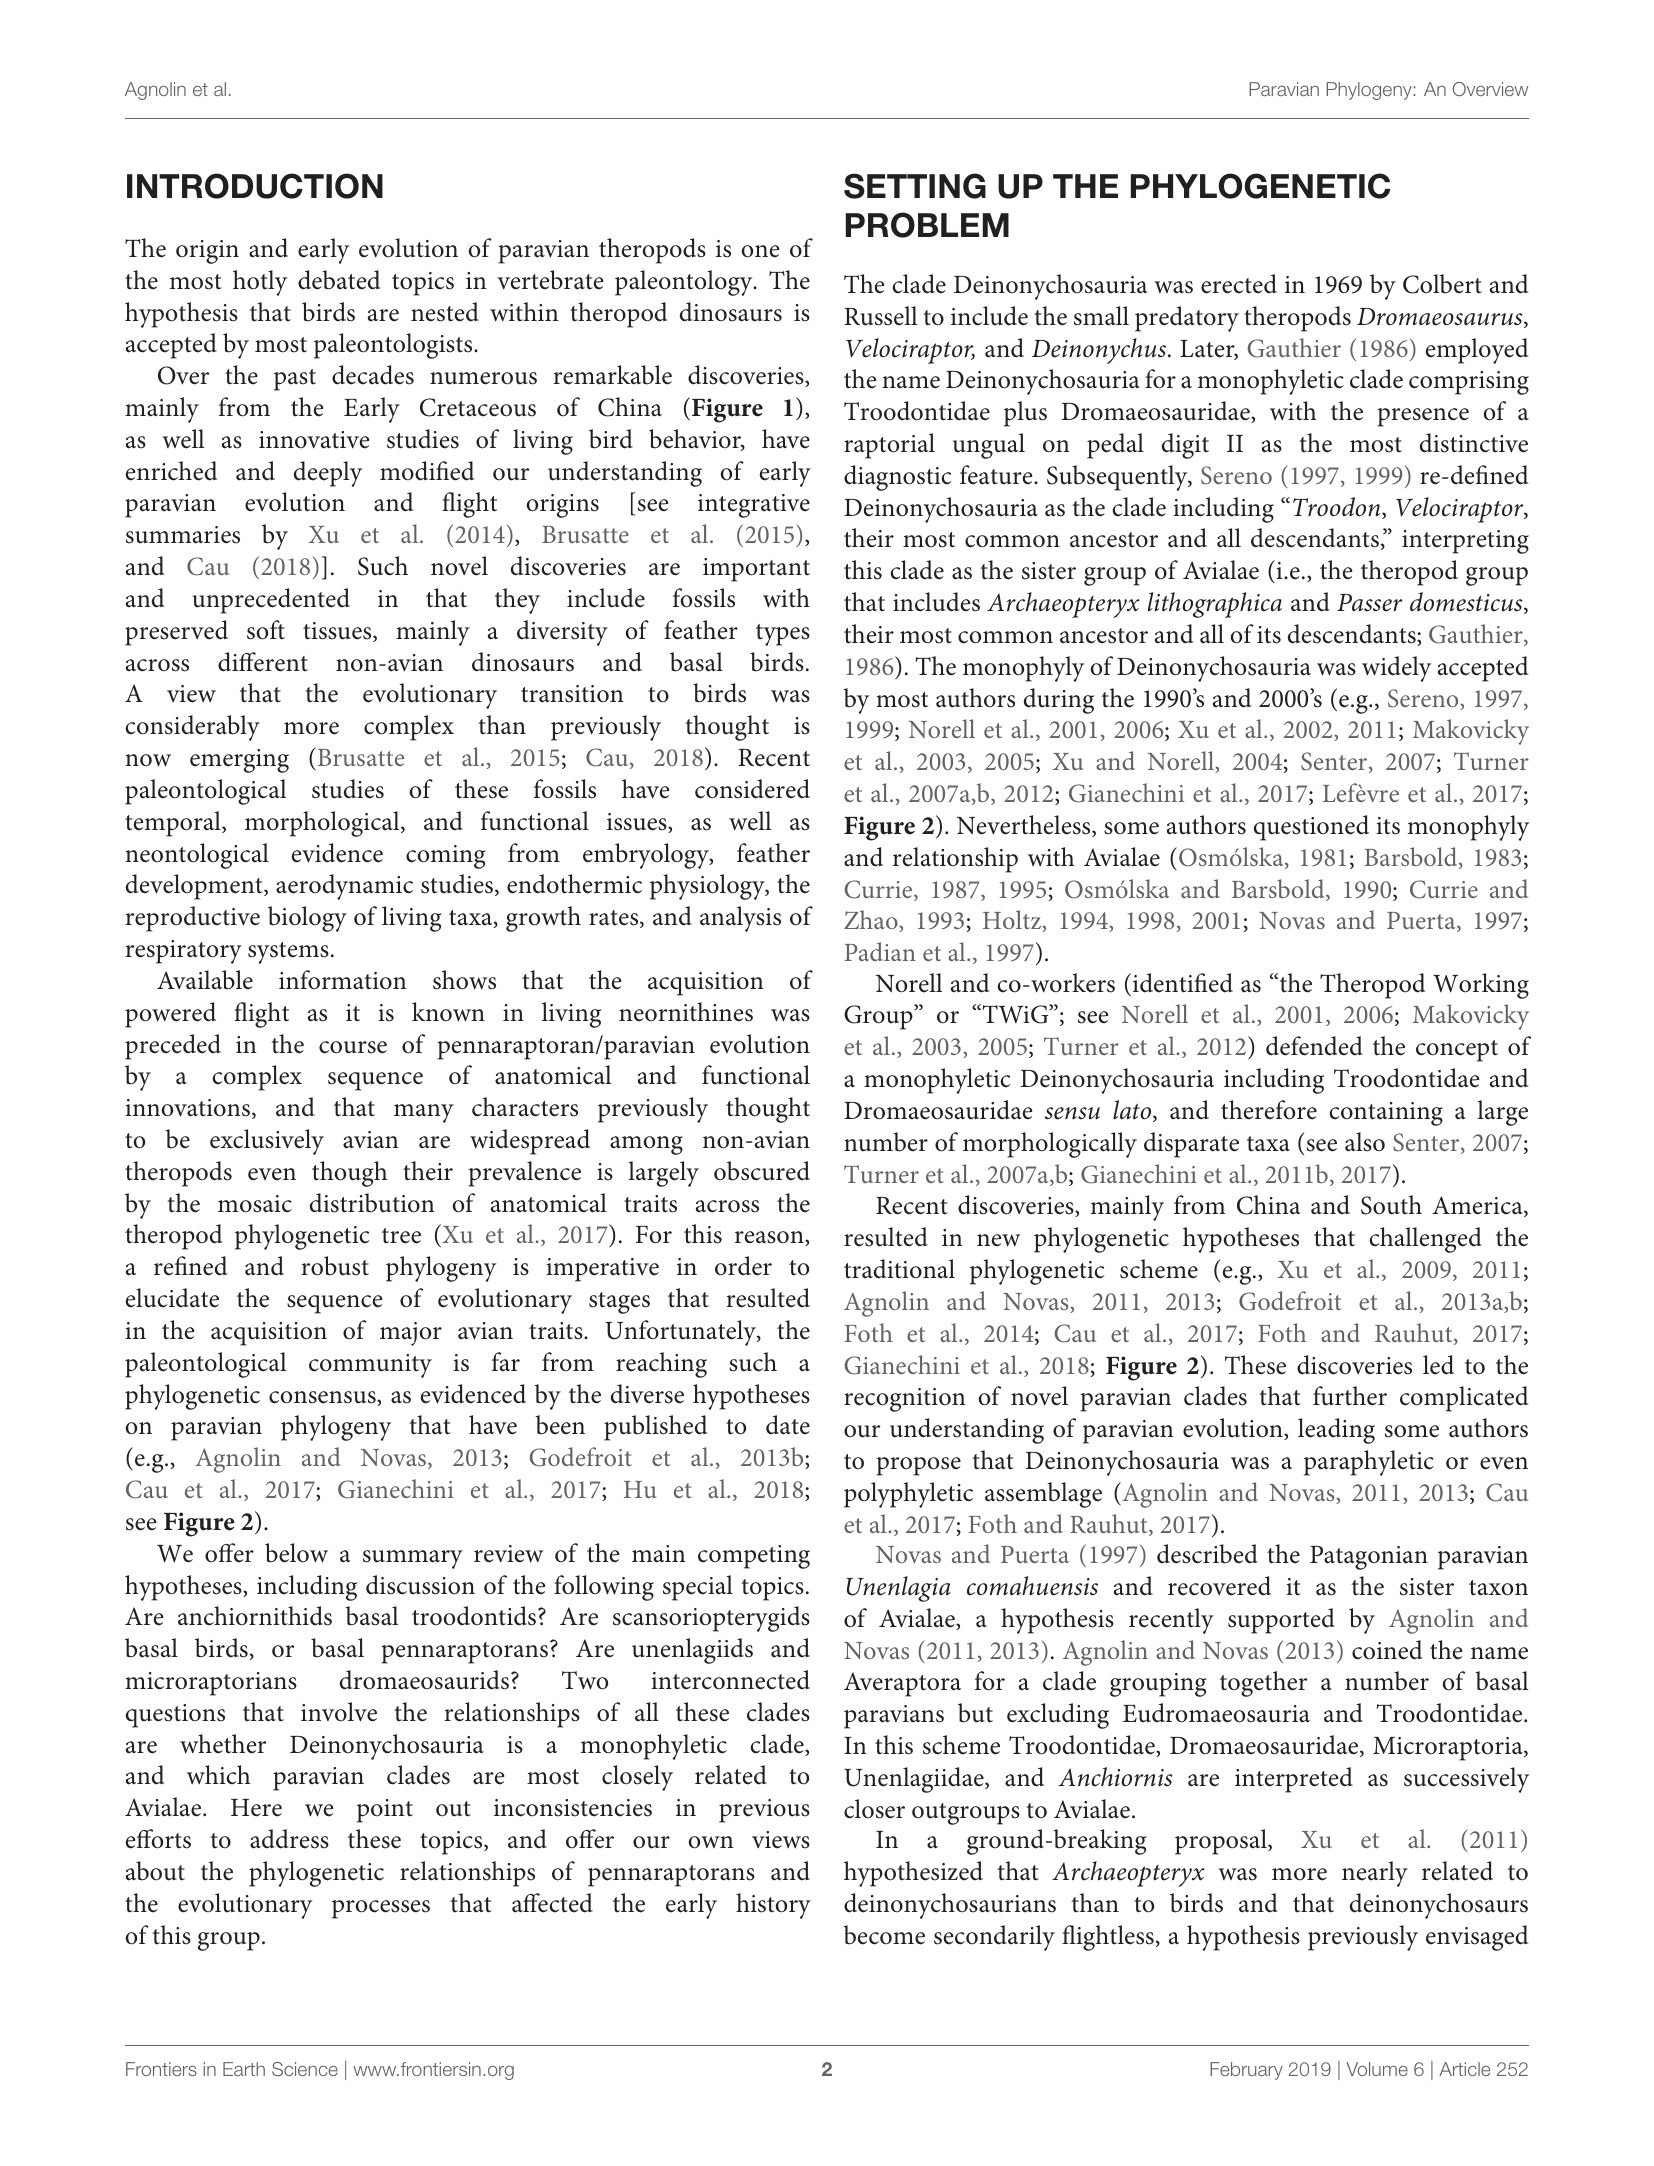 Agnolin et al.
Paravian Phylogeny: An Overview
INTRODUCTION
The origin and early evolution of paravian theropods is one of
the most hotly debated topics in vertebrate paleontology. The
hypothesis that birds are nested within theropod dinosaurs is
accepted by most paleontologists.
Over the past decades numerous remarkable discoveries,
mainly from the Early Cretaceous of China (Figure 1),
as well as innovative studies of living bird behavior, have
enriched and deeply modified our understanding of early
paravian evolution and flight origins [see integrative
summaries by Xu et al. (2014), Brusatte et al. (2015),
and Cau (2018)]. Such novel discoveries are important
and unprecedented in that they include fossils with
preserved soft tissues, mainly a diversity of feather types
across different non-avian dinosaurs and basal birds.
A view that the evolutionary transition to birds was
considerably more complex than previously thought is
now emerging (Brusatte et al., 2015; Cau, 2018). Recent
paleontological studies of these fossils have considered
temporal, morphological, and functional issues, as well as
neontological evidence coming from embryology, feather
development, aerodynamic studies, endothermic physiology, the
reproductive biology of living taxa, growth rates, and analysis of
respiratory systems.
Available information shows that the acquisition of
powered flight as it is known in living neornithines was
preceded in the course of pennaraptoran/paravian evolution
by a complex sequence of anatomical and functional
innovations, and that many characters previously thought
to be exclusively avian are widespread among non-avian
theropods even though their prevalence is largely obscured
by the mosaic distribution of anatomical traits across the
theropod phylogenetic tree (Xu et al., 2017). For this reason,
a refined and robust phylogeny is imperative in order to
elucidate the sequence of evolutionary stages that resulted
in the acquisition of major avian traits. Unfortunately, the
paleontological community is far from reaching such a
phylogenetic consensus, as evidenced by the diverse hypotheses
on paravian phylogeny that have been published to date
(e.g., Agnolin and Novas, 2013; Godefroit et al., 2013b;
Cau et al., 2017; Gianechini et al., 2017; Hu et al., 2018;
see Figure 2).
We offer below a summary review of the main competing
hypotheses, including discussion of the following special topics.
Are anchiornithids basal troodontids? Are scansoriopterygids
basal birds, or basal pennaraptorans? Are unenlagiids and
microraptorians dromaeosaurids? Two interconnected
questions that involve the relationships of all these clades
are whether Deinonychosauria is a monophyletic clade,
and which paravian clades are most closely related to
Avialae. Here we point out inconsistencies in previous
efforts to address these topics, and offer our own views
about the phylogenetic relationships of pennaraptorans and
the evolutionary processes that affected the early history
of this group.
SETTING UP THE PHYLOGENETIC
PROBLEM
The clade Deinonychosauria was erected in 1969 by Colbert and
Russell to include the small predatory theropods Dromaeosaurus,
Velociraptor, and Deinonychus. Later, Gauthier (1986) employed
the name Deinonychosauria for a monophyletic clade comprising
Troodontidae plus Dromaeosauridae, with the presence of a
raptorial ungual on pedal digit II as the most distinctive
diagnostic feature. Subsequently, Sereno (1997, 1999) re-defined
Deinonychosauria as the clade including “Troodon, Velociraptor,
their most common ancestor and all descendants,” interpreting
this clade as the sister group of Avialae (i.e., the theropod group
that includes Archaeopteryx lithographica and Passer domesticus,
their most common ancestor and all of its descendants; Gauthier,
1986). The monophyly of Deinonychosauria was widely accepted
by most authors during the 1990’s and 2000’s (e.g., Sereno, 1997,
1999; Norell et al., 2001, 2006; Xu et al., 2002, 2011; Makovicky
et al., 2003, 2005; Xu and Norell, 2004; Senter, 2007; Turner
et al., 2007a,b, 2012; Gianechini et al., 2017; Lefèvre et al., 2017;
Figure 2). Nevertheless, some authors questioned its monophyly
and relationship with Avialae (Osmólska, 1981; Barsbold, 1983;
Currie, 1987, 1995; Osmólska and Barsbold, 1990; Currie and
Zhao, 1993; Holtz, 1994, 1998, 2001; Novas and Puerta, 1997;
Padian et al., 1997).
Norell and co-workers (identified as “the Theropod Working
Group” or “TWiG”; see Norell et al., 2001, 2006; Makovicky
et al., 2003, 2005; Turner et al., 2012) defended the concept of
a monophyletic Deinonychosauria including Troodontidae and
Dromaeosauridae sensu lato, and therefore containing a large
number of morphologically disparate taxa (see also Senter, 2007;
Turner et al., 2007a,b; Gianechini et al., 2011b, 2017).
Recent discoveries, mainly from China and South America,
resulted in new phylogenetic hypotheses that challenged the
traditional phylogenetic scheme (e.g., Xu et al., 2009, 2011;
Agnolin and Novas, 2011, 2013; Godefroit et al., 2013a,b;
Foth et al., 2014; Cau et al., 2017; Foth and Rauhut, 2017;
Gianechini et al., 2018; Figure 2). These discoveries led to the
recognition of novel paravian clades that further complicated
our understanding of paravian evolution, leading some authors
to propose that Deinonychosauria was a paraphyletic or even
polyphyletic assemblage (Agnolin and Novas, 2011, 2013; Cau
et al., 2017; Foth and Rauhut, 2017).
Novas and Puerta (1997) described the Patagonian paravian
Unenlagia comahuensis and recovered it as the sister taxon
of Avialae, a hypothesis recently supported by Agnolin and
Novas (2011, 2013). Agnolin and Novas (2013) coined the name
Averaptora for a clade grouping together a number of basal
paravians but excluding Eudromaeosauria and Troodontidae.
In this scheme Troodontidae, Dromaeosauridae, Microraptoria,
Unenlagiidae, and Anchiornis are interpreted as successively
closer outgroups to Avialae.
In a ground-breaking proposal, Xu et al. (2011)
hypothesized that Archaeopteryx was more nearly related to
deinonychosaurians than to birds and that deinonychosaurs
become secondarily flightless, a hypothesis previously envisaged
Frontiers in Earth Science | www.frontiersin.org
2
February 2019 | Volume 6 | Article 252